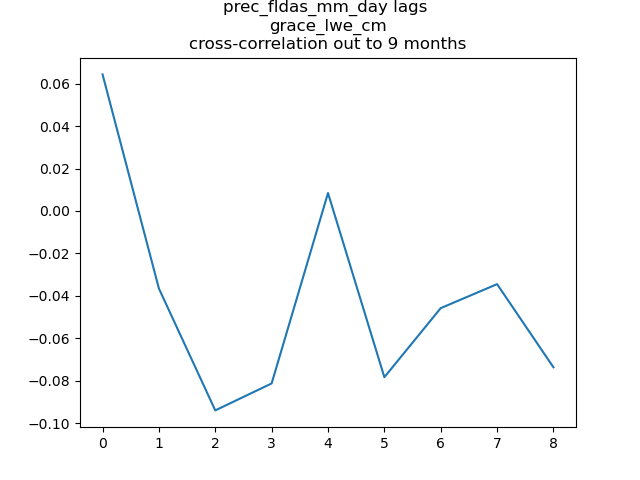 prec_fldas_mm_day lags
grace_lwe_cm
cross-correlation out to 9 months
0.06
0.04
0.02
0.00
−0.02
−0.04
−0.06
−0.08
−0.10
0 1 2 3 4 5 6 7 8